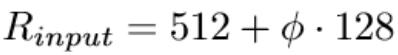 $R_{input} = 512 + \phi \cdot 128$